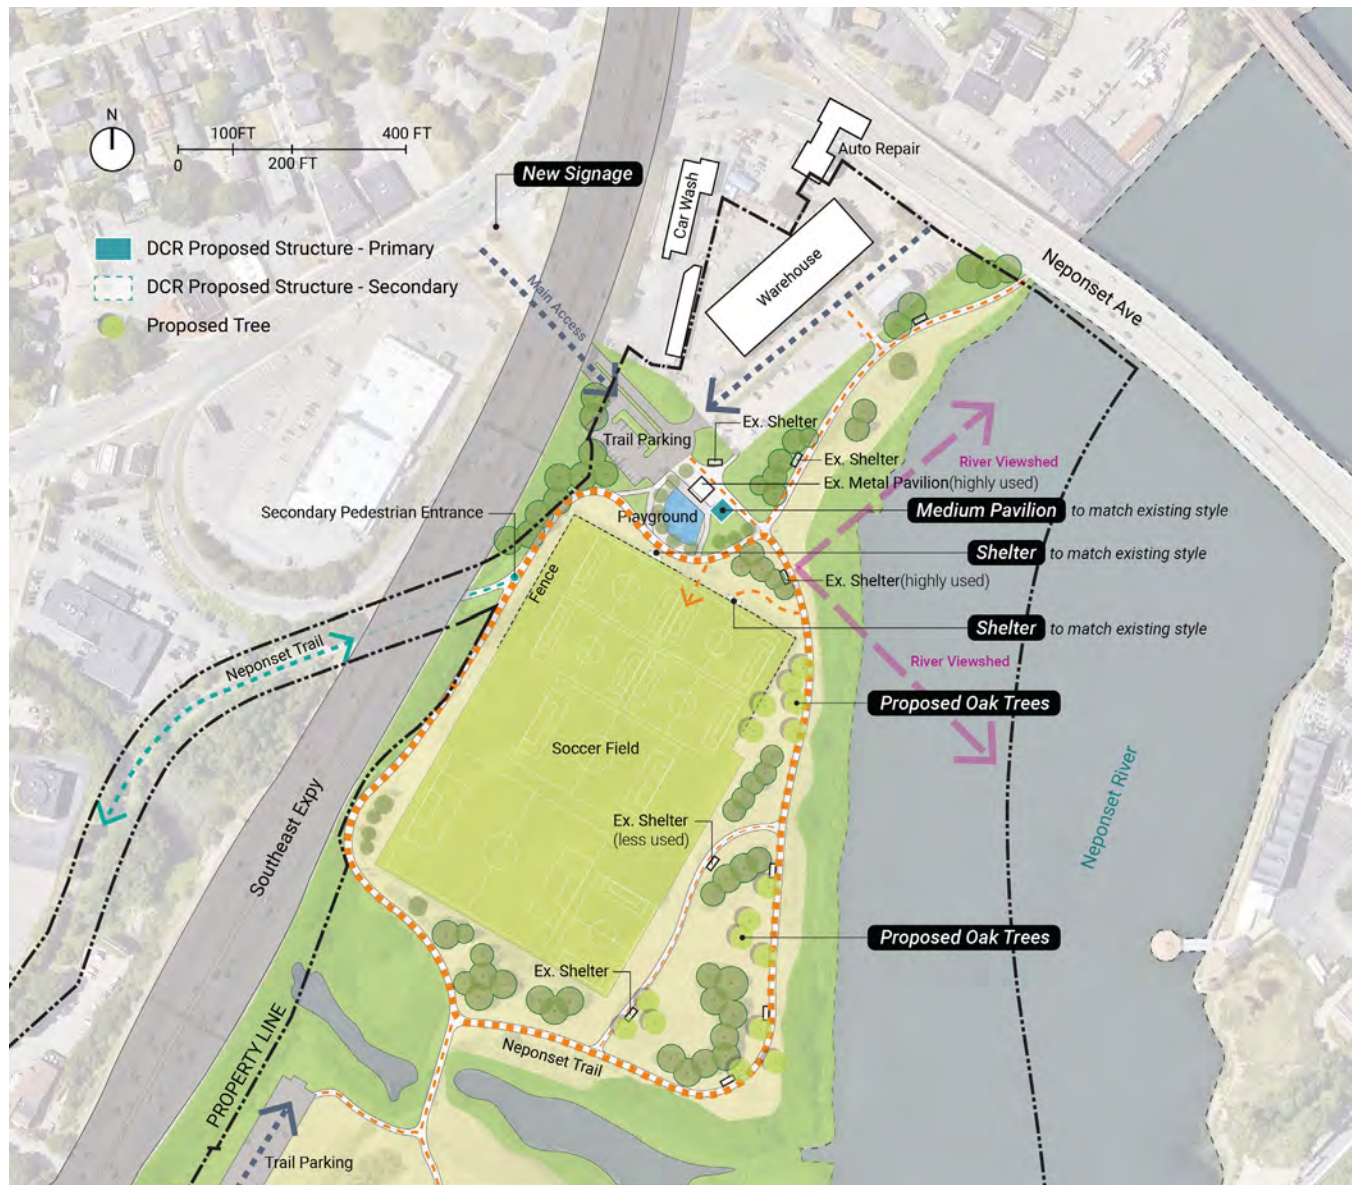 N
100FT
400 FT
0
200 FT
New Signage
Auto Repair
Car Wash
DCR Proposed Structure - Primary
DCR Proposed Structure - Secondary
Proposed Tree
Main Access
Warehouse
Neponset Ave
Trail Parking
Ex. Shelter
Ex. Shelter
River Viewshed
Ex. Metal Pavilion(highly used)
Secondary Pedestrian Entrance
Playground
Medium Pavilion to match existing style
Shelter to match existing style
Fence
Ex. Shelter(highly used)
Shelter to match existing style
Neponset Trail
River Viewshed
Proposed Oak Trees
Soccer Field
Neponset River
Southeast Expy
Ex. Shelter
(less used)
Proposed Oak Trees
Ex. Shelter
Neponset Trail
PROPERTY LINE
Trail Parking